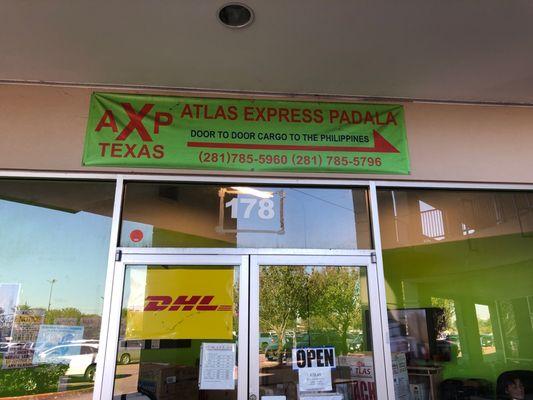 AXP
TEXAS
ATLAS EXPRESS PADALA
DOOR TO DOOR CARGO TO THE PHILIPPINES
(281)785-5960 (281) 785-5796
178
DHL
OPEN